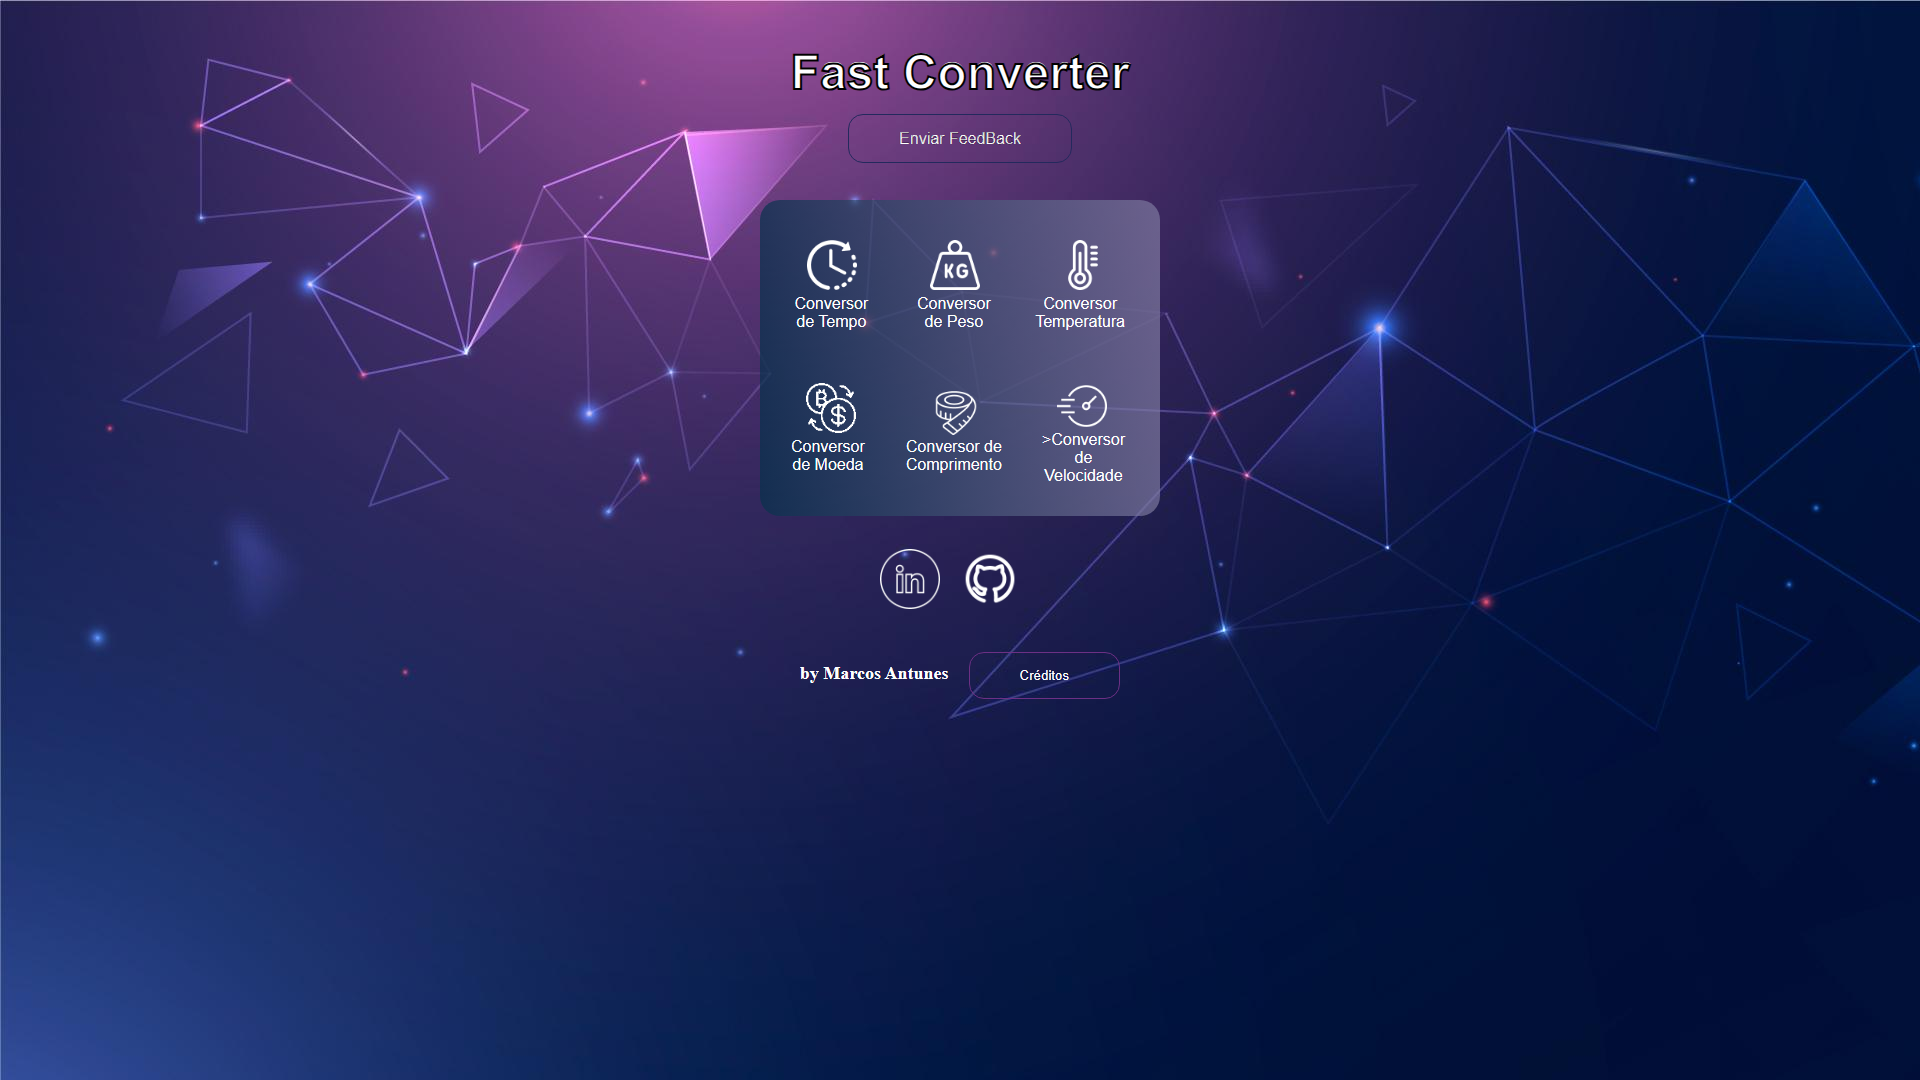 Fast Converter
Enviar FeedBack
KG
Conversor
de Tempo
Conversor
de Peso
Conversor
Temperatura
B
$
Conversor
de Moeda
Conversor de
Comprimento
>Conversor
de
Velocidade
in
by Marcos Antunes
Créditos